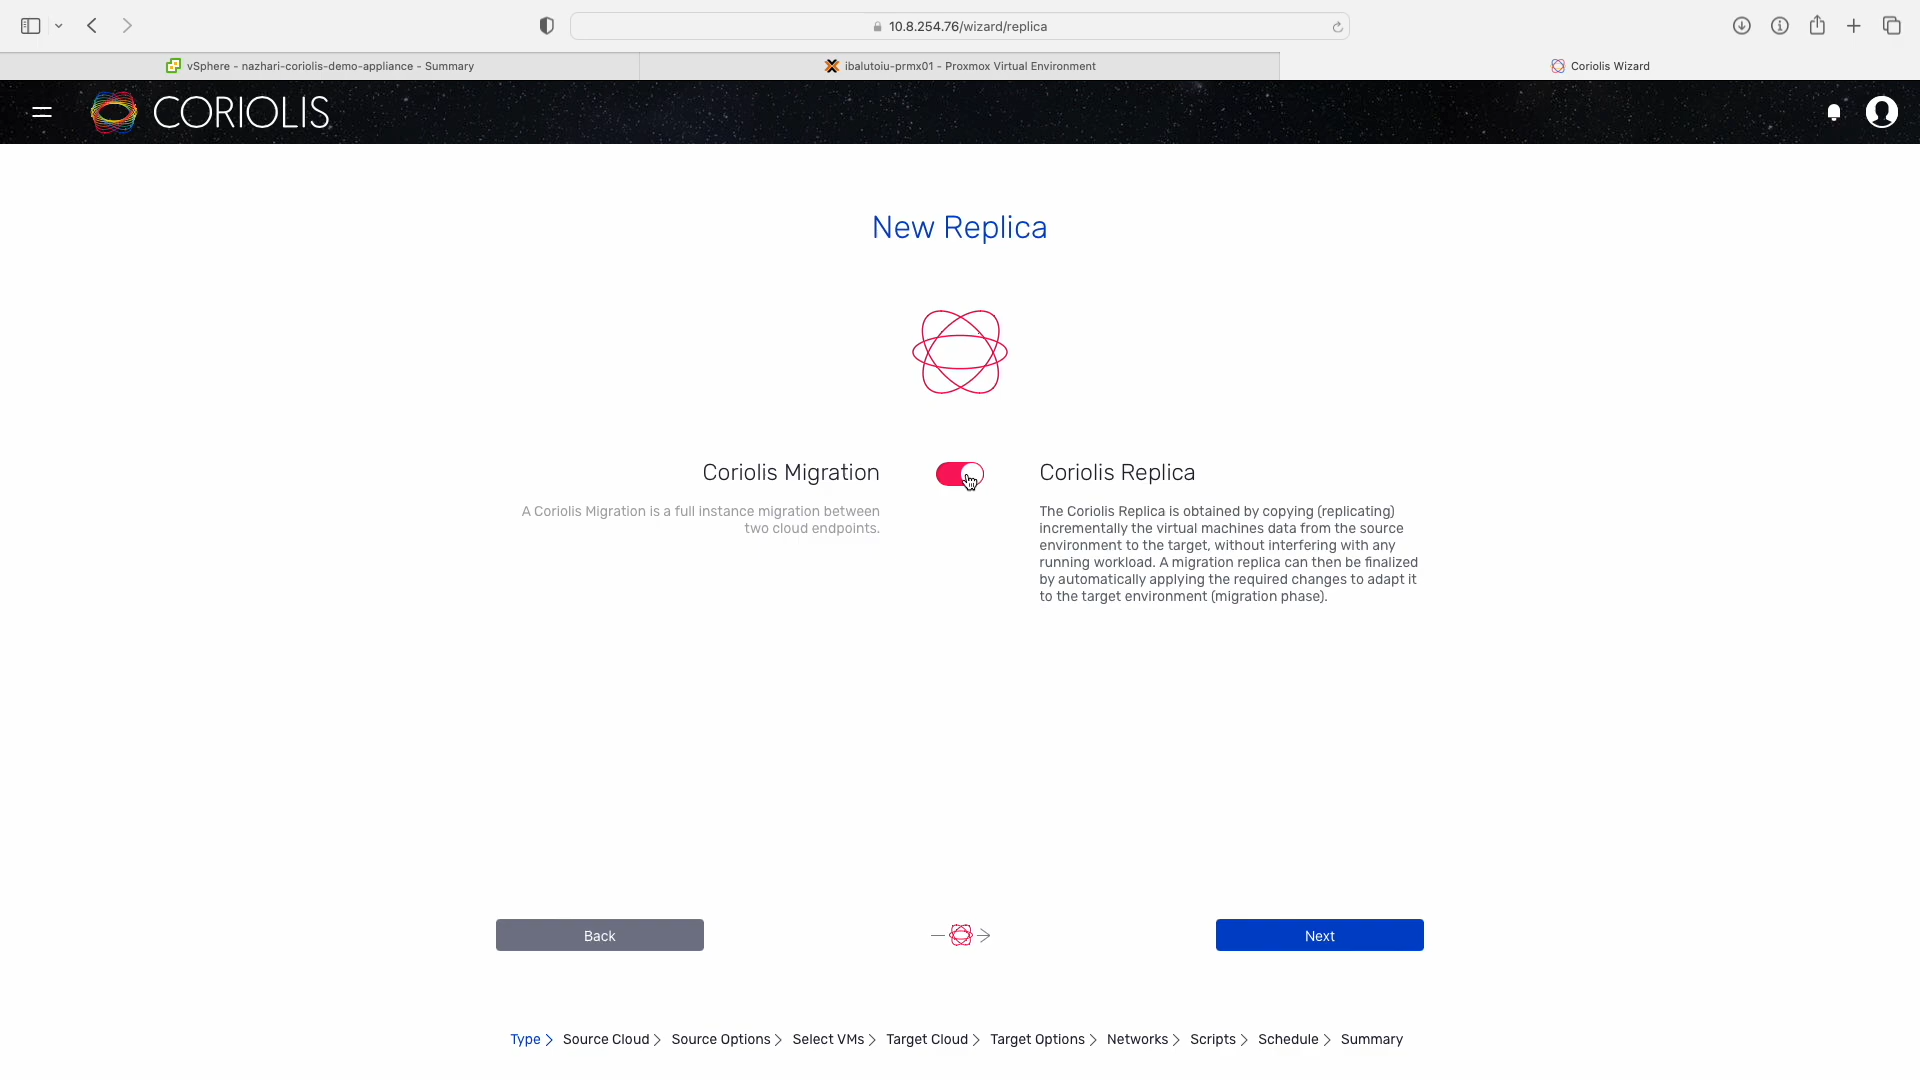 10.8.254.76/wizard/replica
vSphere - nazhari-coriolis-demo-appliance - Summary
ibalutoiu-prmx01 - Proxmox Virtual Environment
Coriolis Wizard
CORIOLIS
New Replica
Coriolis Migration
A Coriolis Migration is a full instance migration between
two cloud endpoints.
Coriolis Replica
The Coriolis Replica is obtained by copying (replicating)
incrementally the virtual machines data from the source
environment to the target, without interfering with any
running workload. A migration replica can then be finalized
by automatically applying the required changes to adapt it
to the target environment (migration phase).
Back
Next
Type
Source Cloud
Source Options
Select VMs
Target Cloud
Target Options
Networks
Scripts
Schedule
Summary